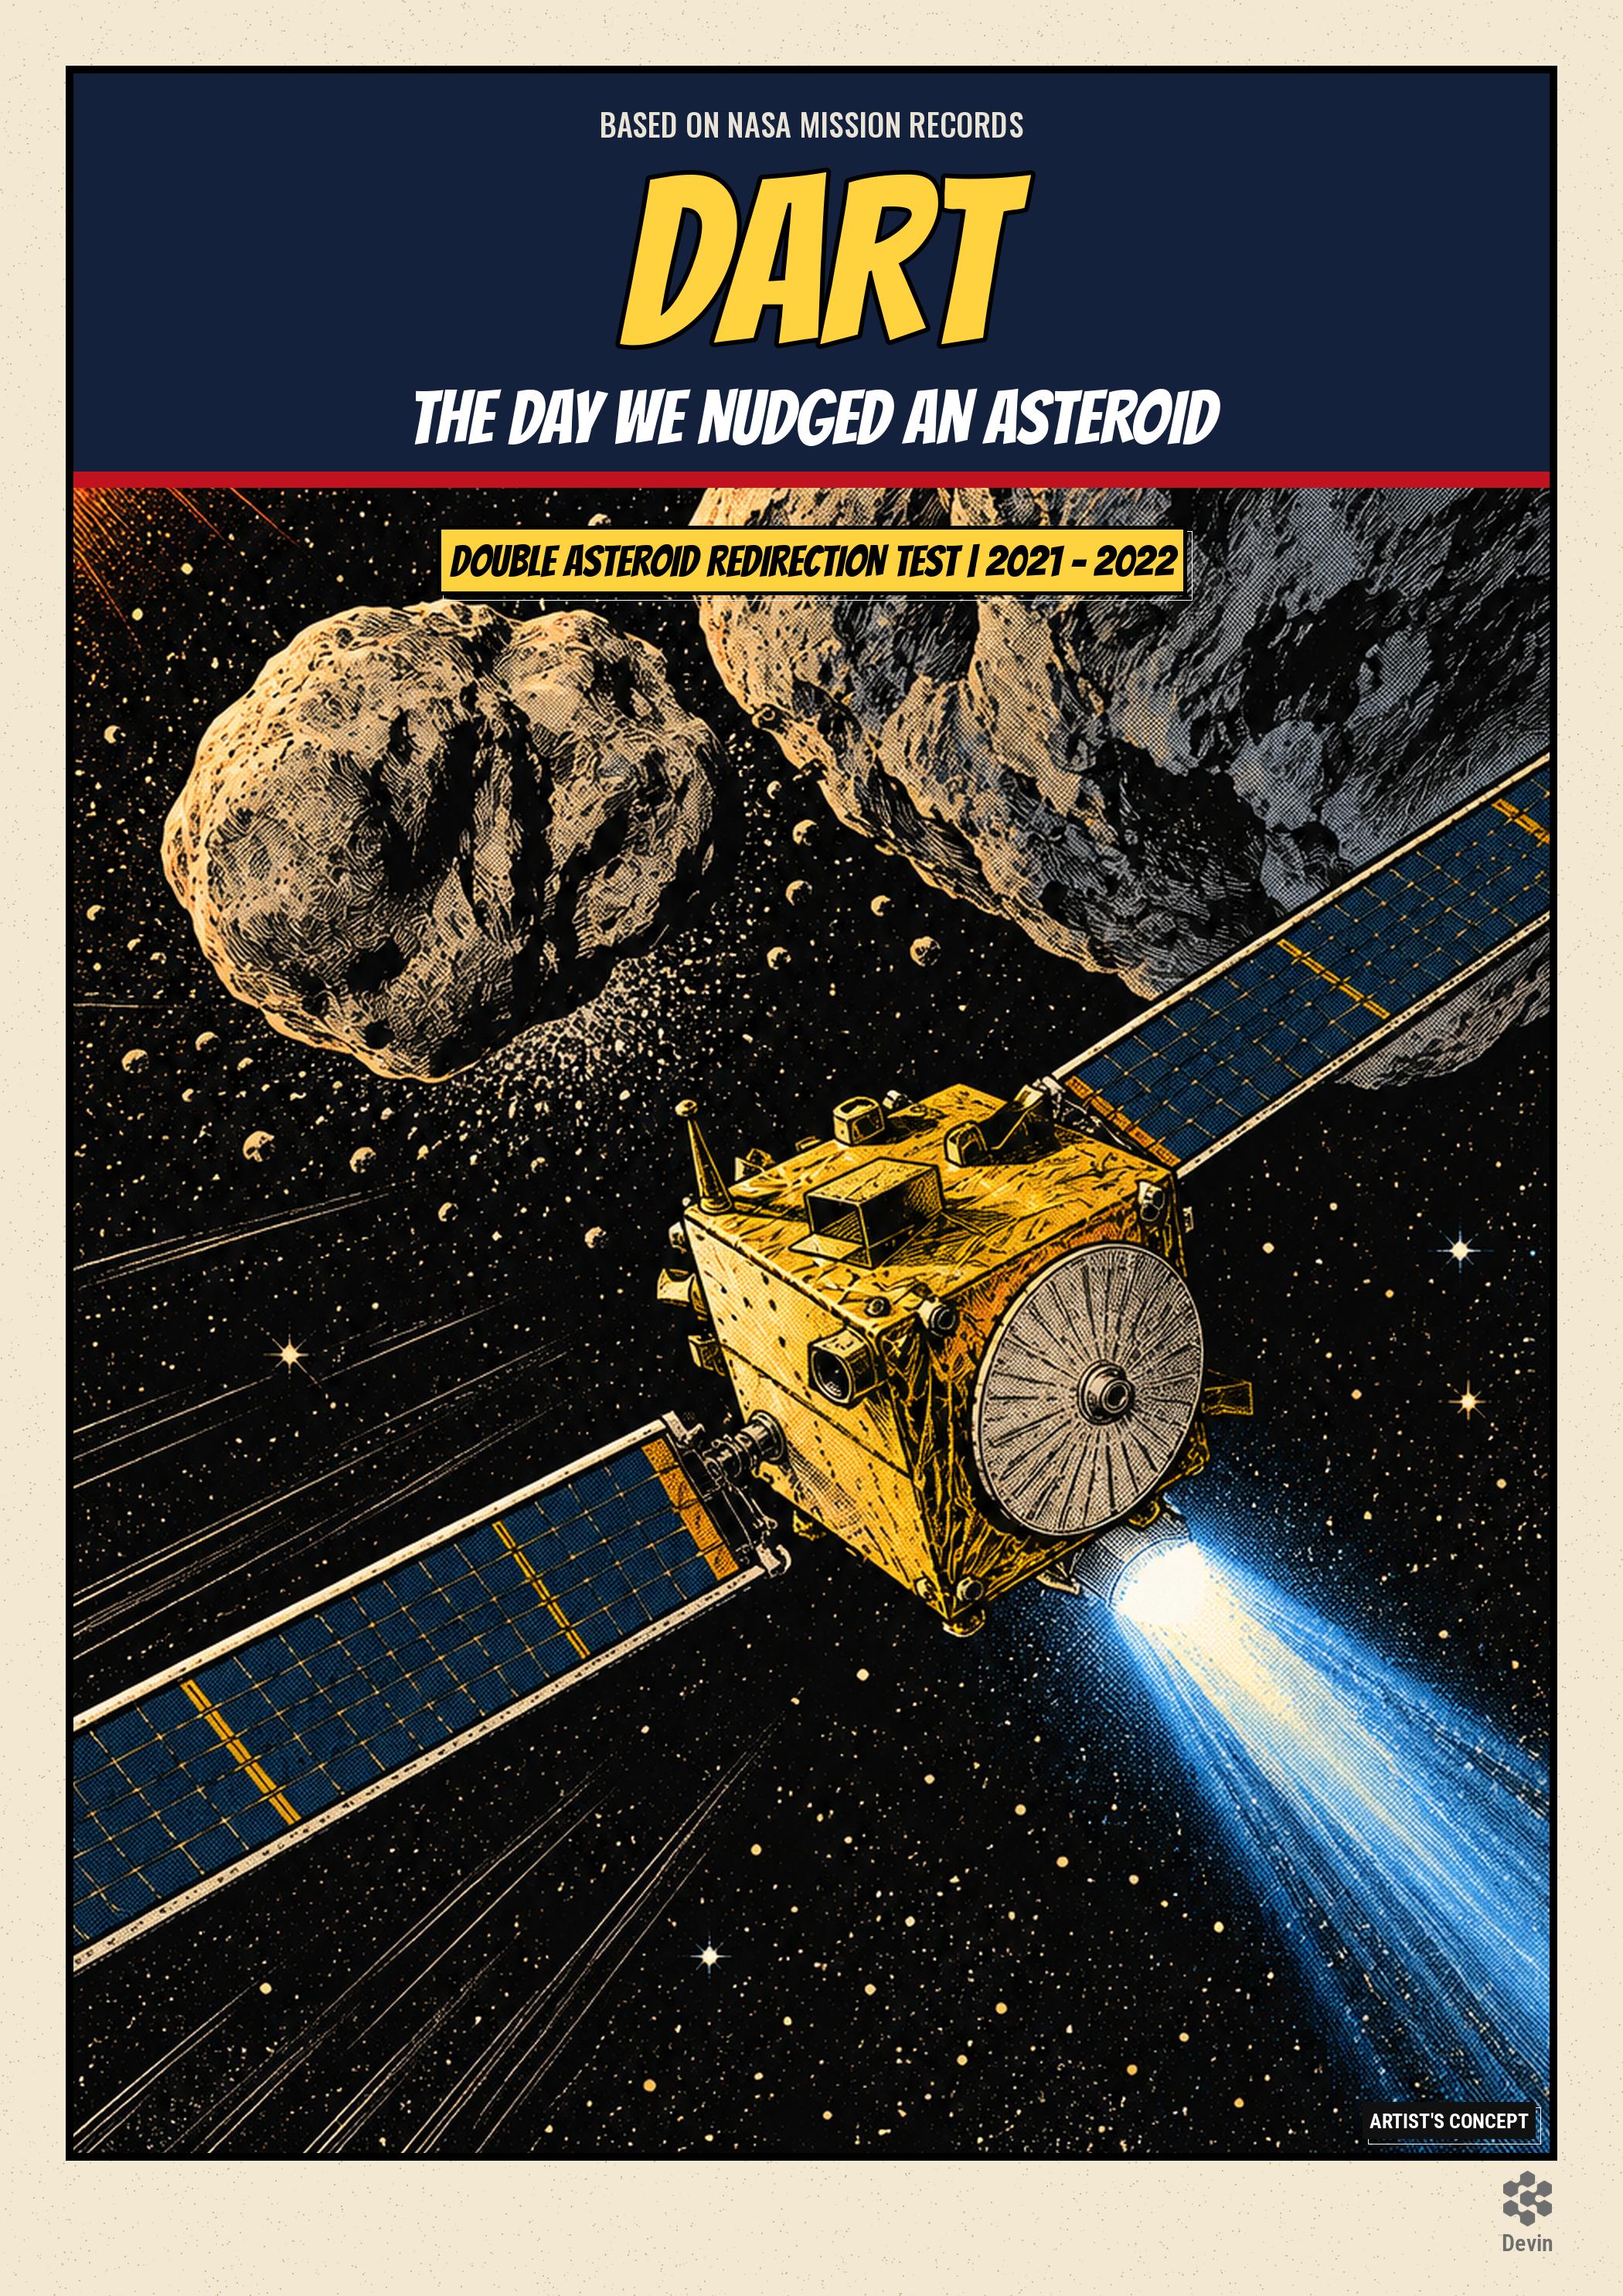 BASED ON NASA MISSION RECORDS
DART
THE DAY WE NUDGED AN ASTEROID
DOUBLE ASTEROID REDIRECTION TEST | 2021 - 2022
ARTIST'S CONCEPT
Devin